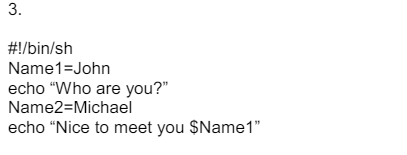 3.
#!/bin/sh
Name1=John
echo “Who are you?”
Name2=Michael
echo “Nice to meet you $Name1”